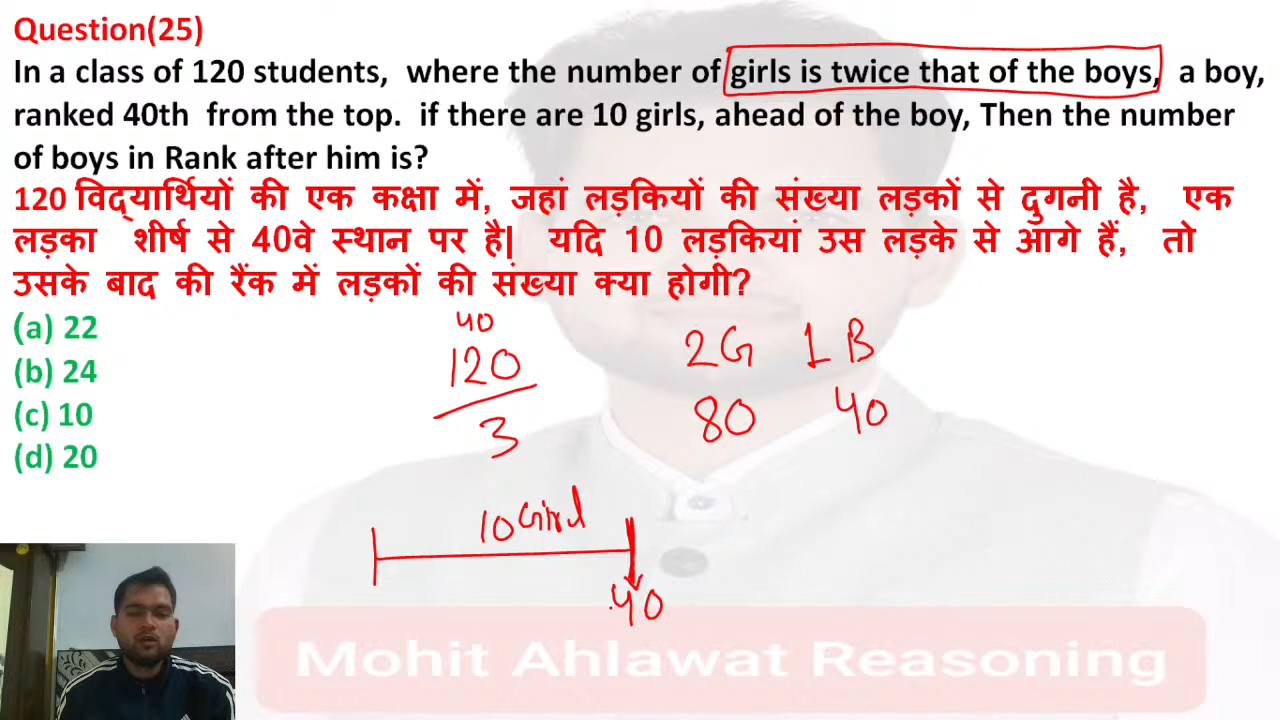 Question(25)
In a class of 120 students, where the number of girls is twice that of the boys, a boy,
ranked 40th from the top. if there are 10 girls, ahead of the boy, Then the number
of boys in Rank after him is?
120 विद्यार्थियों की एक कक्षा में, जहां लड़कियों की संख्या लड़कों से दुगनी है, एक
लड़का शीर्ष से 40वे स्थान पर है| यदि 10 लड़कियां उस लड़के से आगे हैं, तो
उसके बाद की रैंक में लड़कों की संख्या क्या होगी?
(a) 22
(b) 24
(c) 10
(d) 20
40
120
3
2G 1 B
80 40
10 Girl
40
Mohit Ahlawat Reasoning